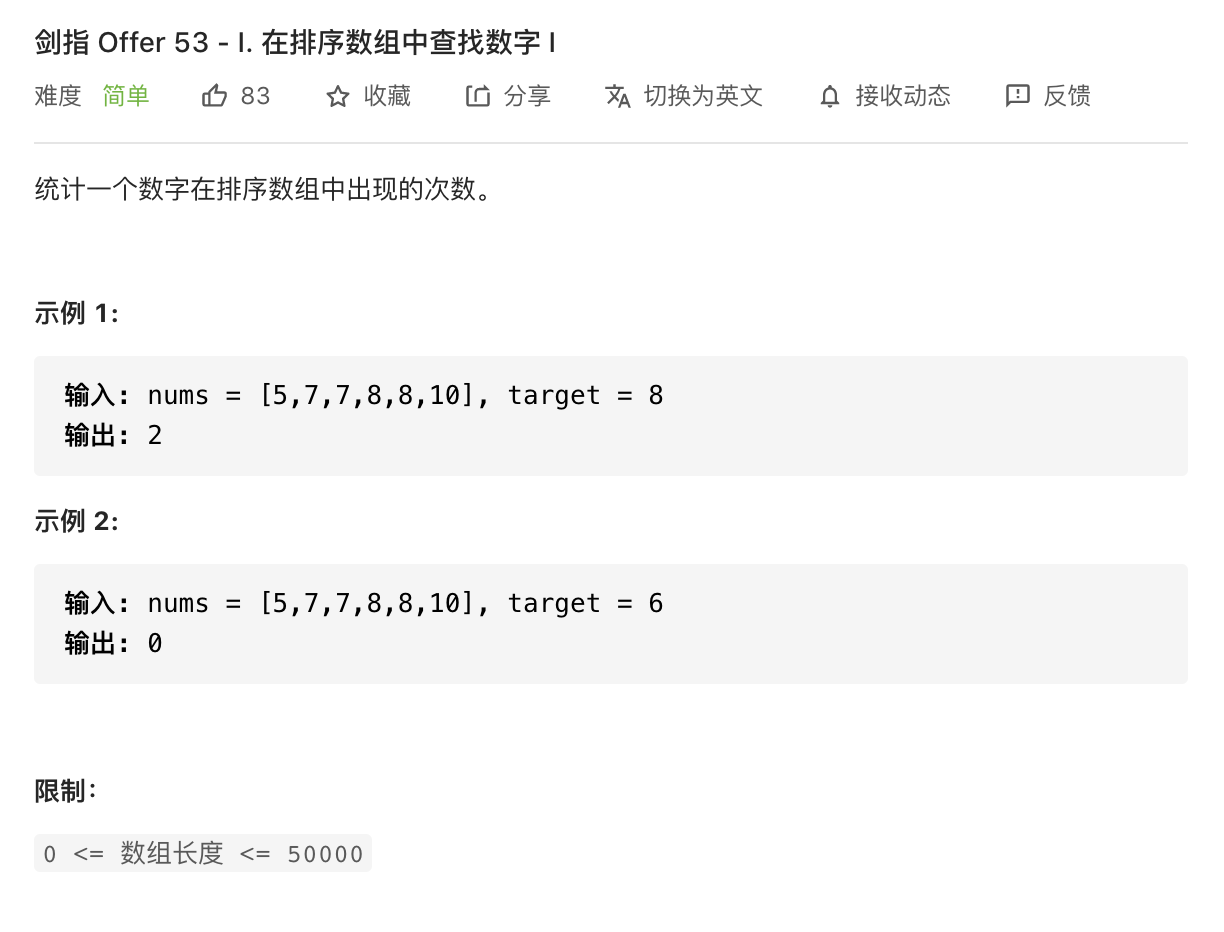 剑指 Offer 53 - I. 在排序数组中查找数字 I
难度 简单 83 收藏 分享 切换为英文 接收动态 反馈
统计一个数字在排序数组中出现的次数。
示例 1:
输入: nums = [5,7,7,8,8,10], target = 8
输出: 2
示例 2:
输入: nums = [5,7,7,8,8,10], target = 6
输出: 0
限制：
0 <= 数组长度 <= 50000